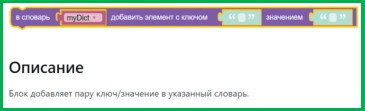 в словарь myDict добавить элемент с ключом “ ” значением “ ”
Описание
Блок добавляет пару ключ/значение в указанный словарь.